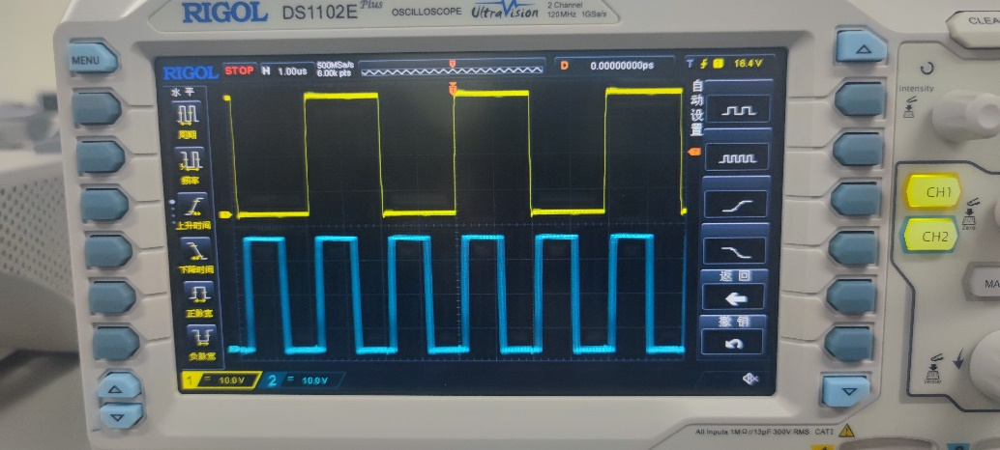 RIGOL DS1102E Plus OSCILLOSCOPE UltraVision 2 Channel
120MHz 1GSa/s
CLEA
MENU
RIGOL STOP H 1.00us 500MSa/s
6.00k pts
D 0.00000000ps T 16.4V
水平
周期
频率
上升时间
下降时间
正脉宽
负脉宽
自动设置
返回
撤销
1 = 10.0V 2 = 10.0V
Intensity
CH1
CH2
Zero
MA
Vernier
All Inputs 1MΩ//13pF 300V RMS CAT I